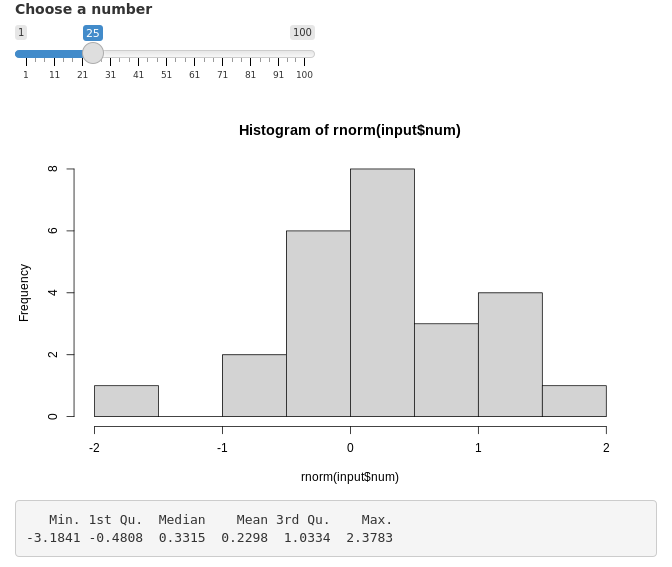 Choose a number
1 25 100
1 11 21 31 41 51 61 71 81 91 100
Histogram of rnorm(input$num)
Frequency
8
6
4
2
0
-2 -1 0 1 2
rnorm(input$num)
Min. 1st Qu. Median Mean 3rd Qu. Max.
-3.1841 -0.4808 0.3315 0.2298 1.0334 2.3783